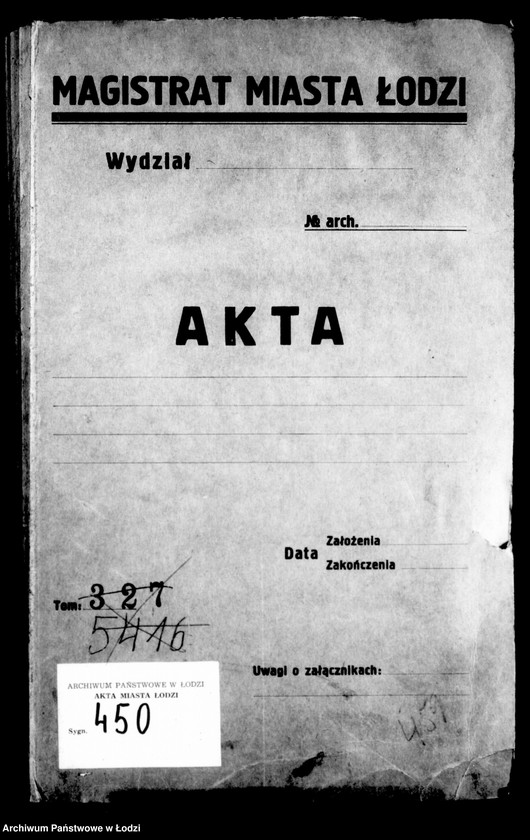 MAGISTRAT MIASTA ŁODZI
Wydział
№ arch.
AKTA
Data
Założenia
Zakończenia
Tom: 327
5416
Uwagi o załącznikach:
ARCHIWUM PAŃSTWOWE W ŁODZI
AKTA MIASTA ŁODZI
Sygn. 450
Archiwum Państwowe w Łodzi